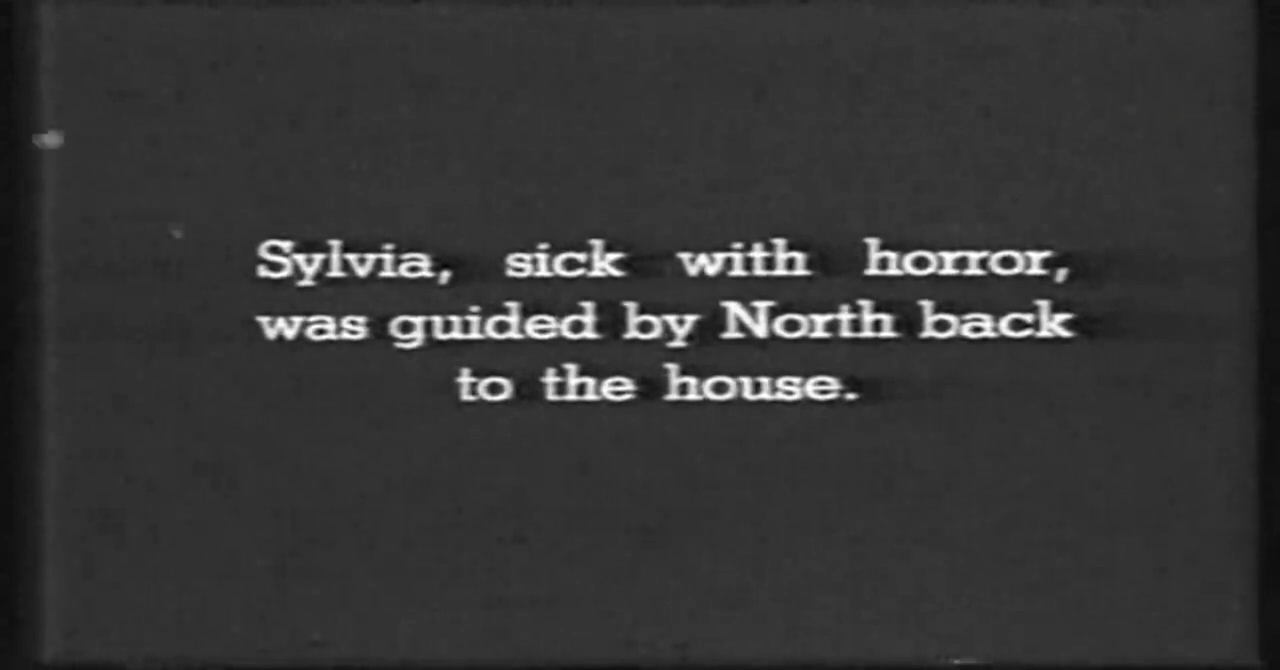 Sylvia, sick with horror,
was guided by North back
to the house.